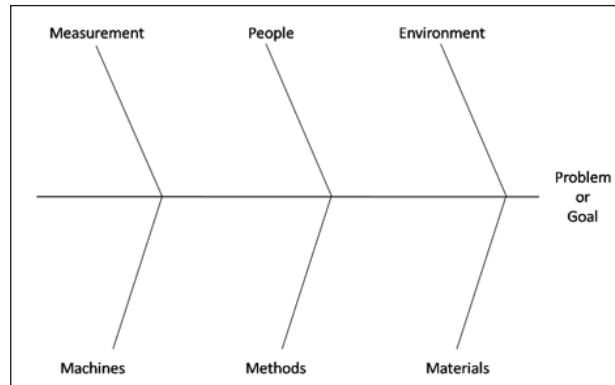 Measurement
People
Environment
Problem
or
Goal
Machines
Methods
Materials